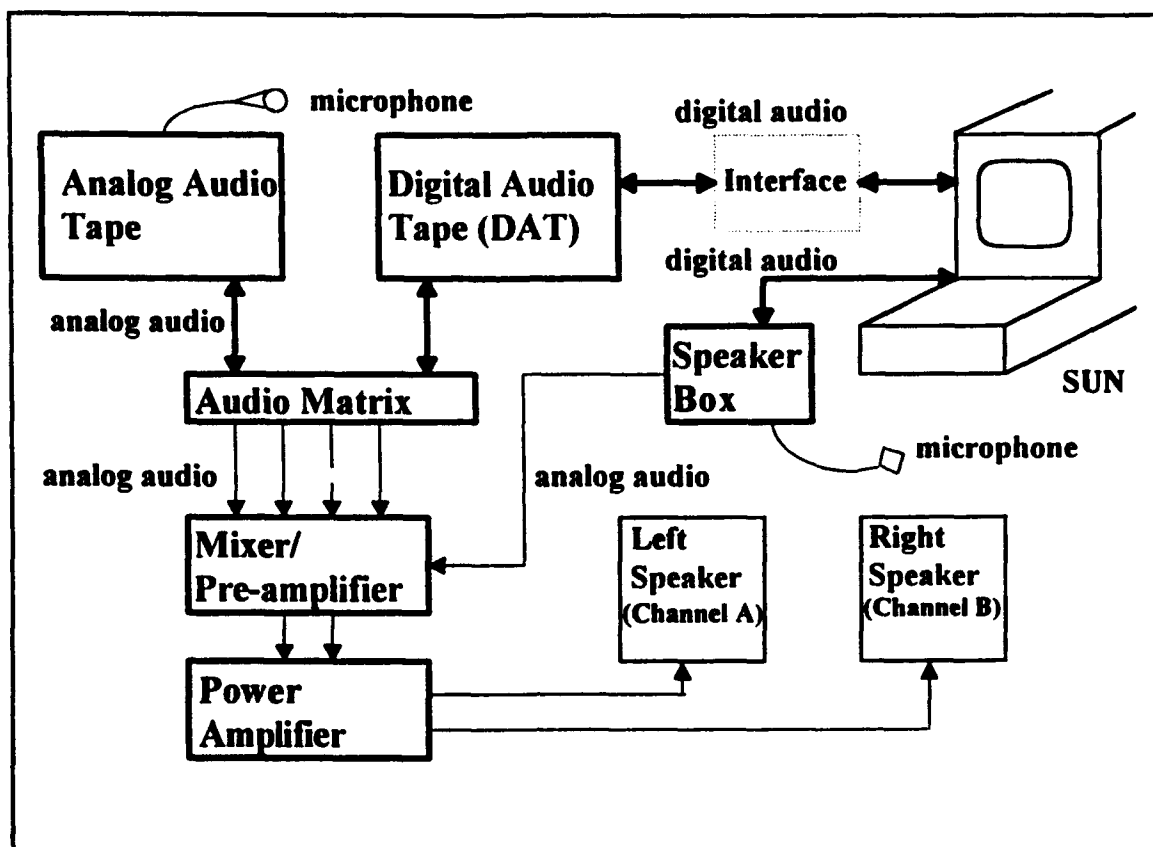 microphone
digital audio
Analog Audio
Tape
Digital Audio
Tape (DAT)
Interface
digital audio
analog audio
Speaker
Box
SUN
Audio Matrix
microphone
analog audio
analog audio
Mixer/
Pre-amplifier
Left
Speaker
(Channel A)
Right
Speaker
(Channel B)
Power
Amplifier